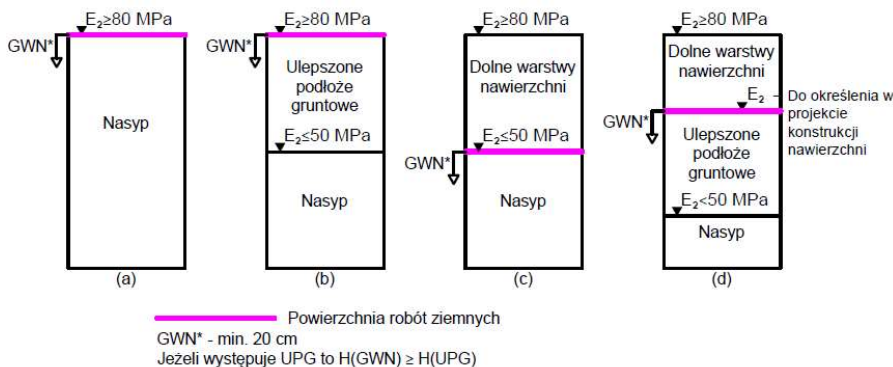 E₂≥80 MPa
GWN*
Nasyp
(a)
E₂≥80 MPa
GWN*
Ulepszone
podłoże
gruntowe
E₂≤50 MPa
Nasyp
(b)
E₂≥80 MPa
Dolne warstwy
nawierzchni
E₂≤50 MPa
GWN*
Nasyp
(c)
E₂≥80 MPa
Dolne warstwy
nawierzchni
E₂ - Do określenia w
projekcie
konstrukcji
nawierzchni
GWN*
Ulepszone
podłoże
gruntowe
E₂<50 MPa
Nasyp
(d)
Powierzchnia robót ziemnych
GWN* - min. 20 cm
Jeżeli występuje UPG to H(GWN) ≥ H(UPG)